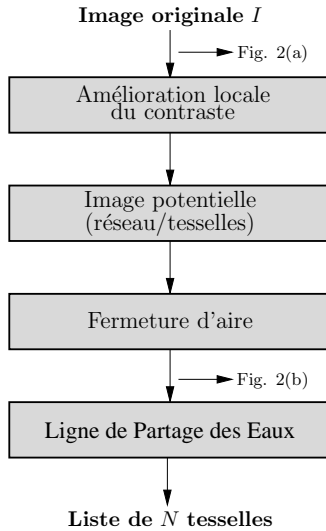 Image originale I
Fig. 2(a)
Amélioration locale
du contraste
Image potentielle
(réseau/tesselles)
Fermeture d'aire
Fig. 2(b)
Ligne de Partage des Eaux
Liste de N tesselles